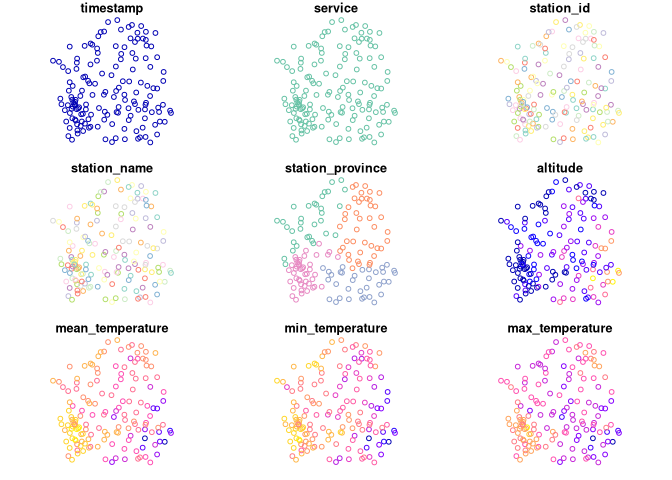 timestamp
service
station_id
station_name
station_province
altitude
mean_temperature
min_temperature
max_temperature